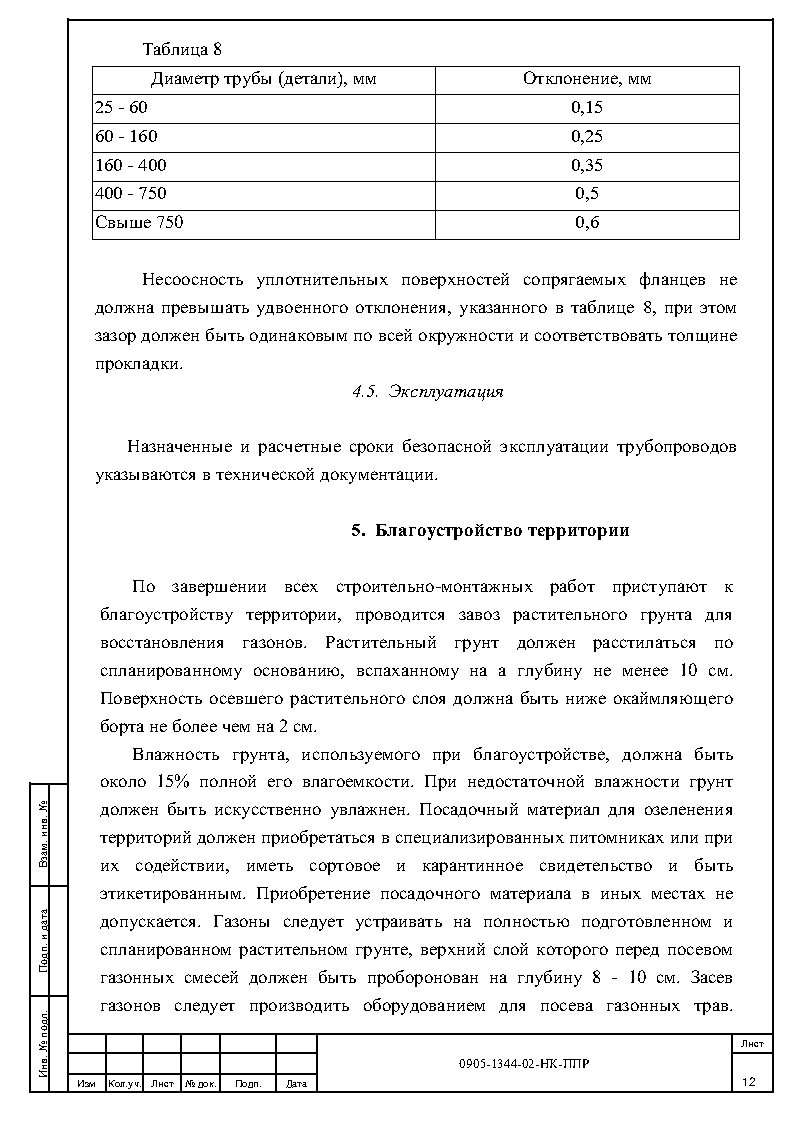 Таблица 8
Диаметр трубы (детали), мм Отклонение, мм
25 - 60 0,15
60 - 160 0,25
160 - 400 0,35
400 - 750 0,5
Свыше 750 0,6
Несоосность уплотнительных поверхностей сопрягаемых фланцев не
должна превышать удвоенного отклонения, указанного в таблице 8, при этом
зазор должен быть одинаковым по всей окружности и соответствовать толщине
прокладки.
4.5. Эксплуатация
Назначенные и расчетные сроки безопасной эксплуатации трубопроводов
указываются в технической документации.
5. Благоустройство территории
По завершении всех строительно-монтажных работ приступают к
благоустройству территории, проводится завоз растительного грунта для
восстановления газонов. Растительный грунт должен расстилаться по
спланированному основанию, вспаханному на а глубину не менее 10 см.
Поверхность осевшего растительного слоя должна быть ниже окаймляющего
борта не более чем на 2 см.
Влажность грунта, используемого при благоустройстве, должна быть
около 15% полной его влагоемкости. При недостаточной влажности грунт
должен быть искусственно увлажнен. Посадочный материал для озеленения
территорий должен приобретаться в специализированных питомниках или при
их содействии, иметь сортовое и карантинное свидетельство и быть
этикетированным. Приобретение посадочного материала в иных местах не
допускается. Газоны следует устраивать на полностью подготовленном и
спланированном растительном грунте, верхний слой которого перед посевом
газонных смесей должен быть проборонован на глубину 8 - 10 см. Засев
газонов следует производить оборудованием для посева газонных трав.
Взам. инв. №
Подп. и дата
Инв. № подл.
Изм Кол.уч. Лист № док. Подп. Дата
0905-1344-02-НК-ППР
Лист
12